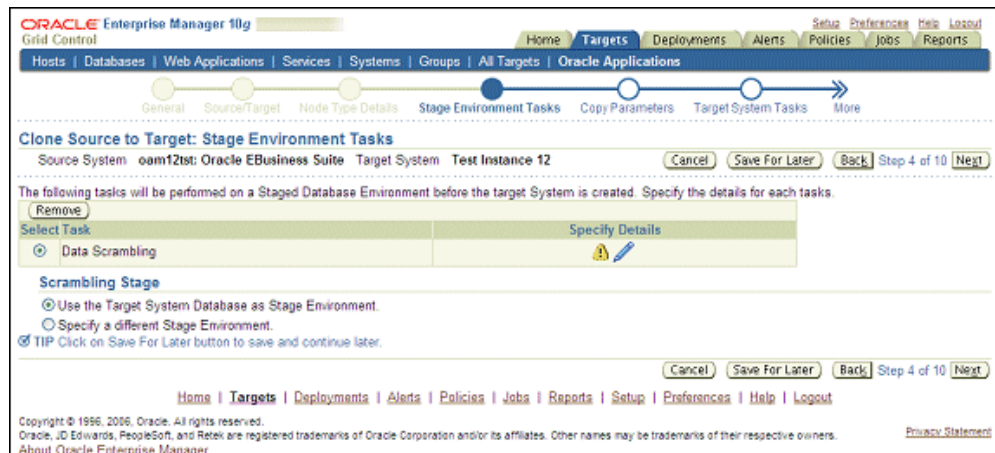 ORACLE Enterprise Manager 10g
Setup Preferences Help Logout
Grid Control
Home Targets Deployments Alerts Policies Jobs Reports
Hosts | Databases | Web Applications | Services | Systems | Groups | All Targets | Oracle Applications
General Source/Target Node Type Details Stage Environment Tasks Copy Parameters Target System Tasks More
Clone Source to Target: Stage Environment Tasks
Source System oam12tst: Oracle EBusiness Suite Target System Test Instance 12
Cancel Save For Later Back Step 4 of 10 Next
The following tasks will be performed on a Staged Database Environment before the target System is created. Specify the details for each tasks.
Remove
Select Task Specify Details
Data Scrambling
Scrambling Stage
Use the Target System Database as Stage Environment.
Specify a different Stage Environment.
TIP Click on Save For Later button to save and continue later.
Cancel Save For Later Back Step 4 of 10 Next
Home | Targets | Deployments | Alerts | Policies | Jobs | Reports | Setup | Preferences | Help | Logout
Copyright © 1996, 2006, Oracle. All rights reserved.
Oracle, JD Edwards, PeopleSoft, and Retek are registered trademarks of Oracle Corporation and/or its affiliates. Other names may be trademarks of their respective owners.
Privacy Statement
About Oracle Enterprise Manager